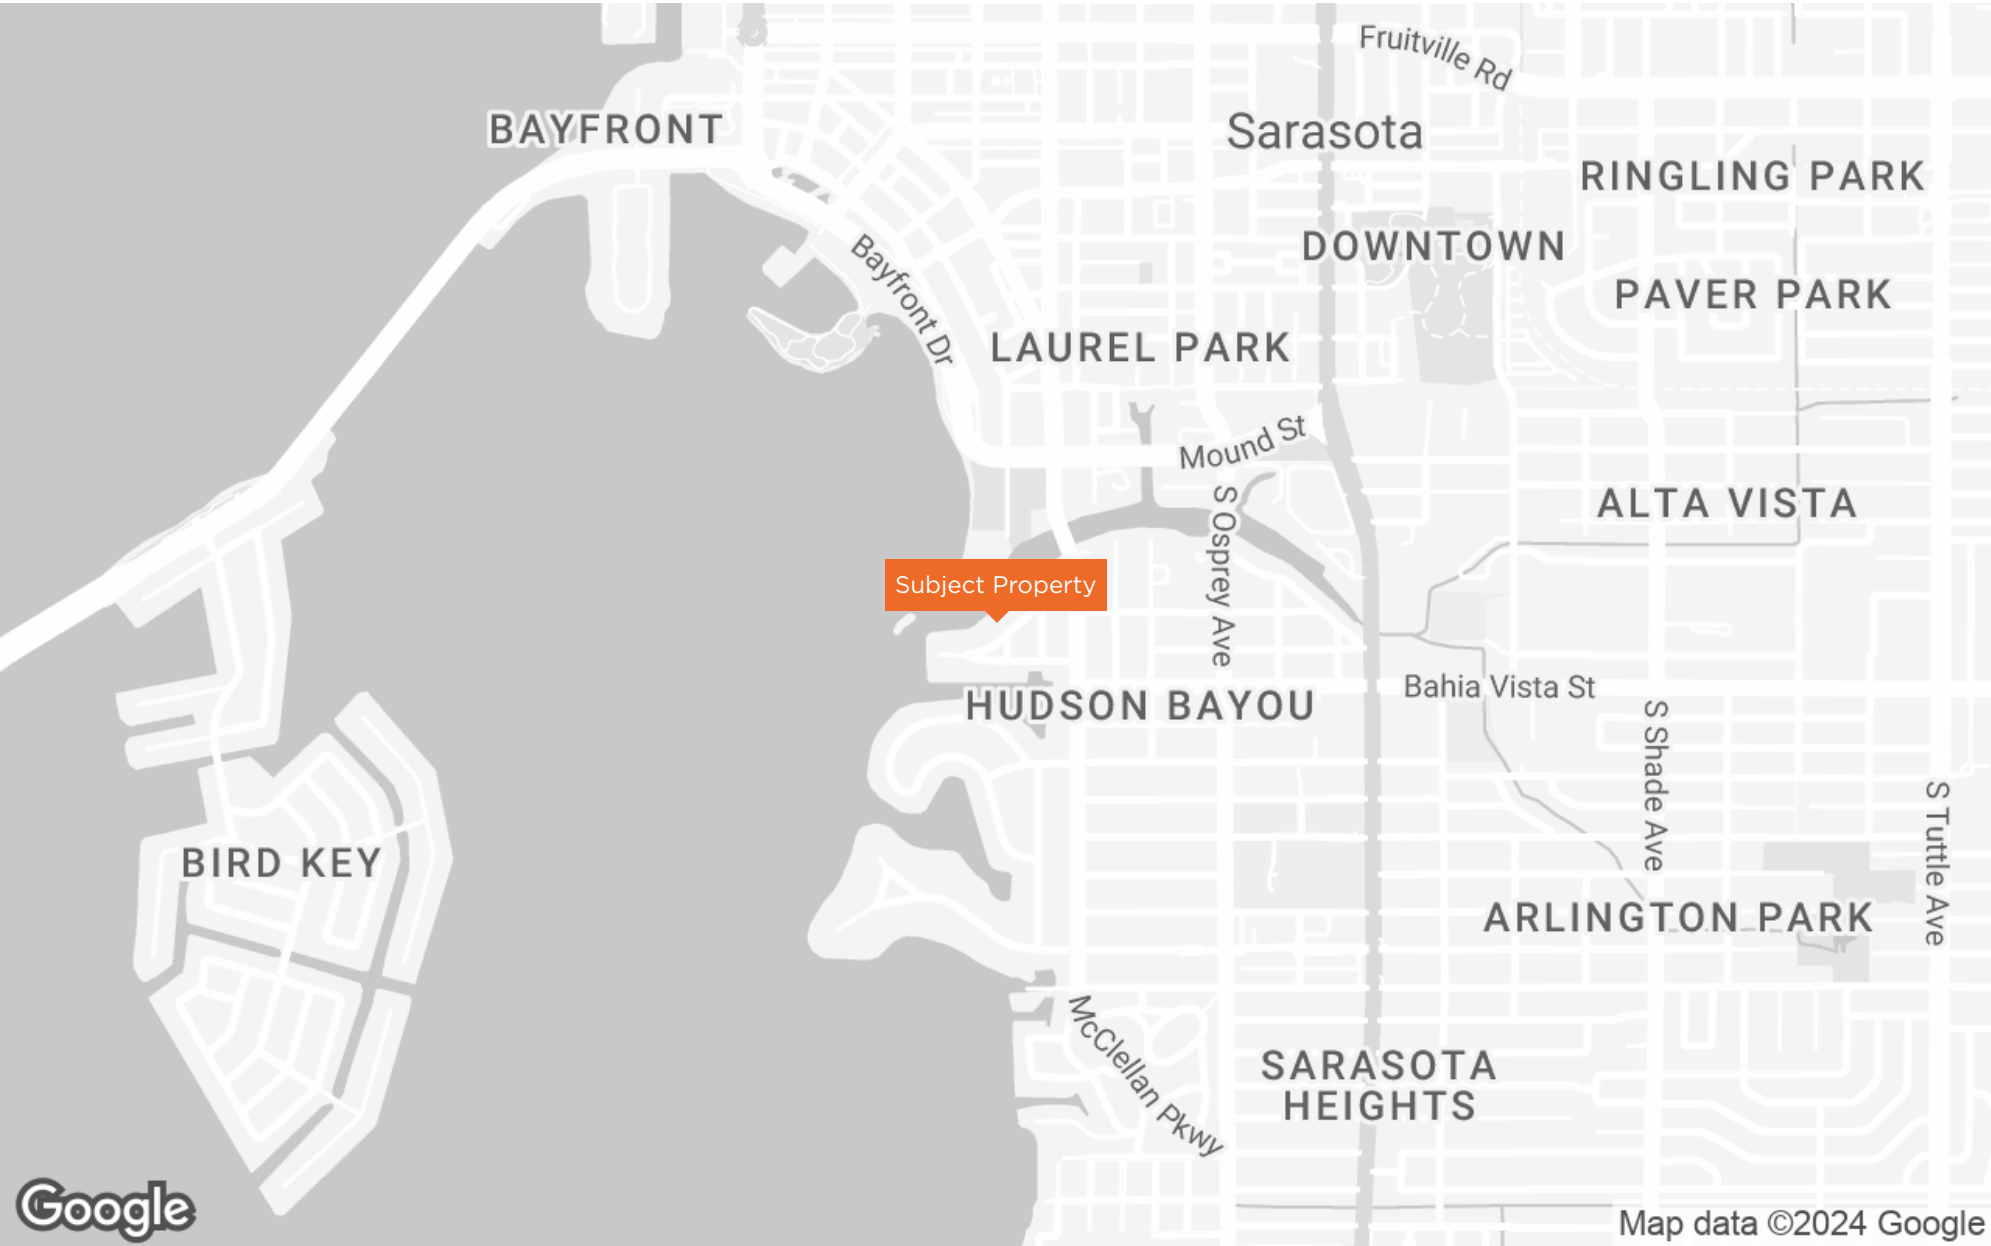 Fruitville Rd
BAYFRONT
Sarasota
RINGLING PARK
DOWNTOWN
Bayfront Dr
PAVER PARK
LAUREL PARK
Mound St
S Osprey Ave
ALTA VISTA
Subject Property
Bahia Vista St
HUDSON BAYOU
S Shade Ave
S Tuttle Ave
BIRD KEY
ARLINGTON PARK
McClellan Pkwy
SARASOTA
HEIGHTS
Google
Map data ©2024 Google